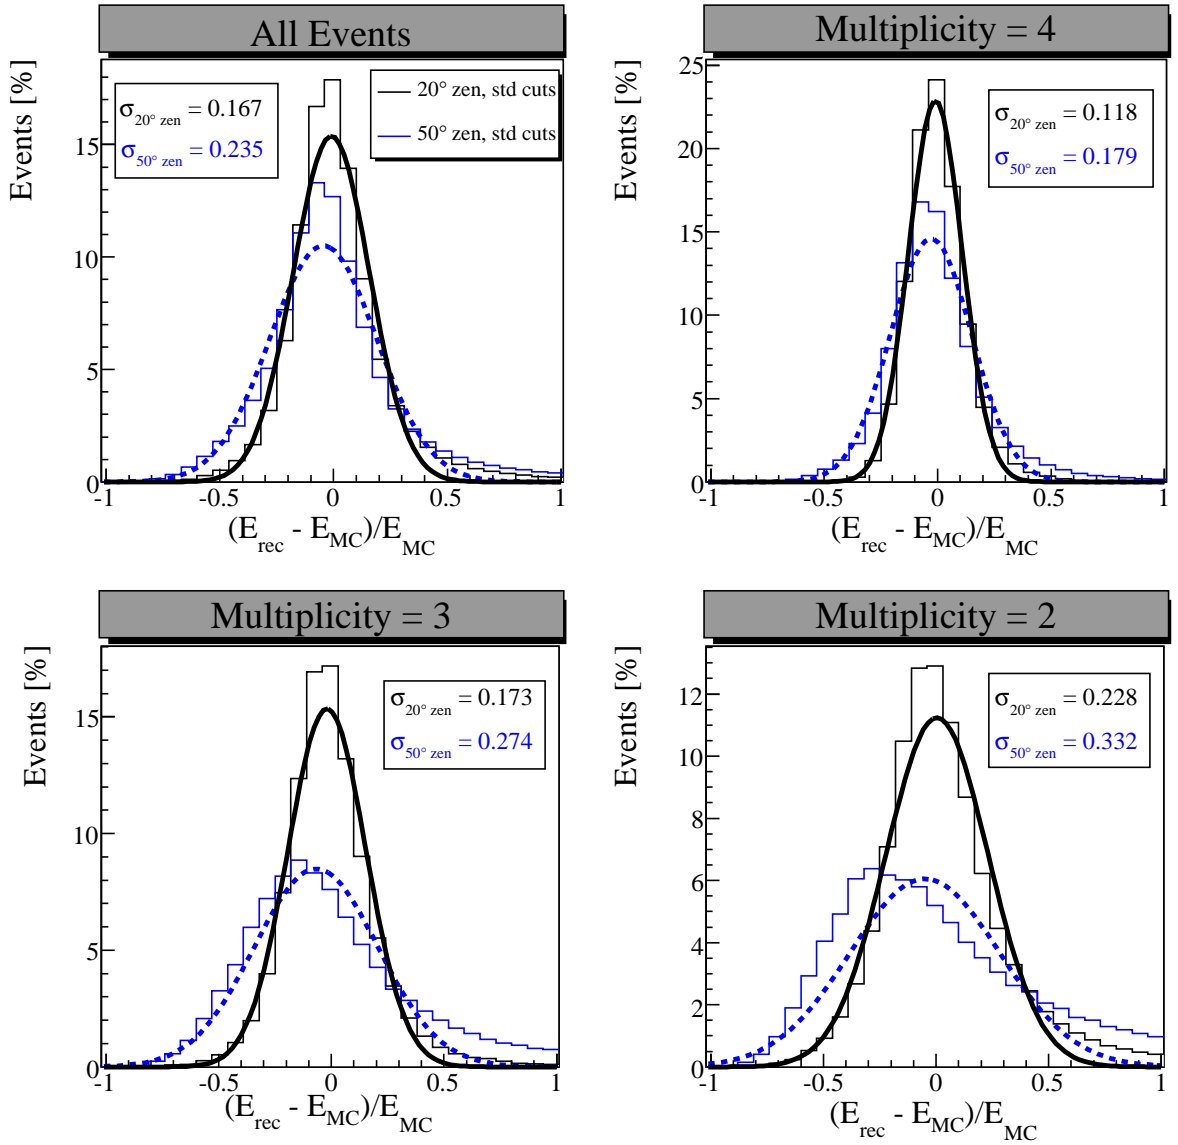 All Events
Events [%]
σ20° zen = 0.167
σ50° zen = 0.235
20° zen, std cuts
50° zen, std cuts
15
10
5
0
-1 -0.5 0 0.5 1
(Erec - EMC)/EMC
Multiplicity = 4
Events [%]
σ20° zen = 0.118
σ50° zen = 0.179
25
20
15
10
5
0
-1 -0.5 0 0.5 1
(Erec - EMC)/EMC
Multiplicity = 3
Events [%]
σ20° zen = 0.173
σ50° zen = 0.274
15
10
5
0
-1 -0.5 0 0.5 1
(Erec - EMC)/EMC
Multiplicity = 2
Events [%]
σ20° zen = 0.228
σ50° zen = 0.332
12
10
8
6
4
2
0
-1 -0.5 0 0.5 1
(Erec - EMC)/EMC